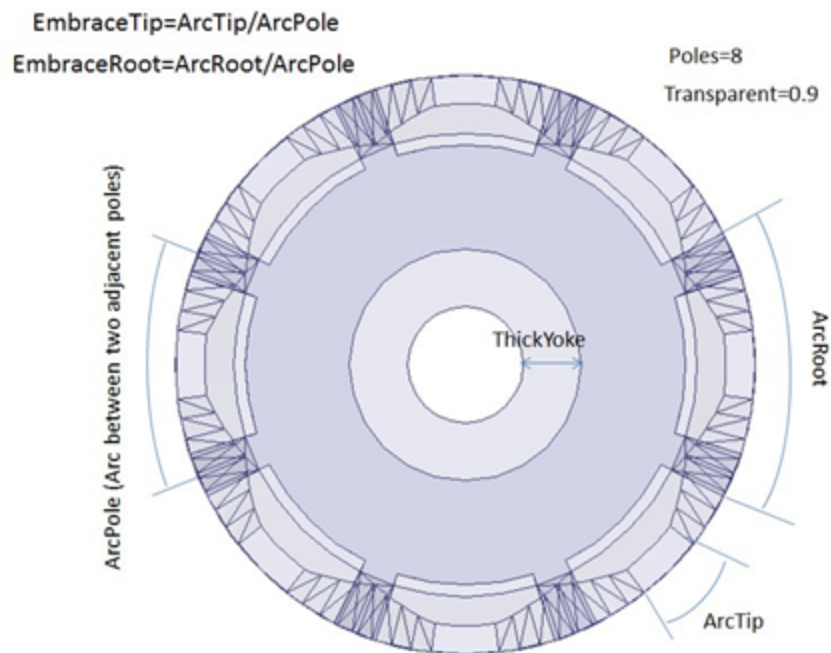 EmbraceTip=ArcTip/ArcPole
EmbraceRoot=ArcRoot/ArcPole
Poles=8
Transparent=0.9
ArcPole (Arc between two adjacent poles)
ThickYoke
ArcRoot
ArcTip